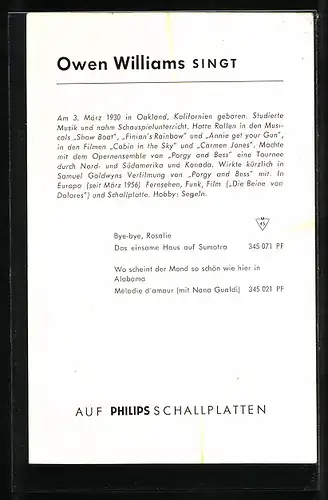 Owen Williams SINGT
Am 3. März 1930 in Oakland, Kalifornien geboren. Studierte
Musik und nahm Schauspielunterricht. Hatte Rollen in den Musi-
cals „Show Boat", „Finian's Rainbow" und „Annie get your Gun",
in den Filmen „Cabin in the Sky" und „Carmen Jones". Machte
mit dem Opernensemble von „Porgy and Bess" eine Tournee
durch Nord- und Südamerika und Kanada. Wirkte kürzlich in
Samuel Goldwyns Verfilmung von „Porgy and Bess" mit. In
Europa (seit März 1956) Fernsehen, Funk, Film („Die Beine von
Dolores") und Schallplatte. Hobby: Segeln.
M
45
Bye-bye, Rosalie
Das einsame Haus auf Sumatra 345 071 PF
Wo scheint der Mond so schön wie hier in
Alabama
Mélodie d'amour (mit Nana Gualdi) 345 021 PF
AUF PHILIPS SCHALLPLATTEN